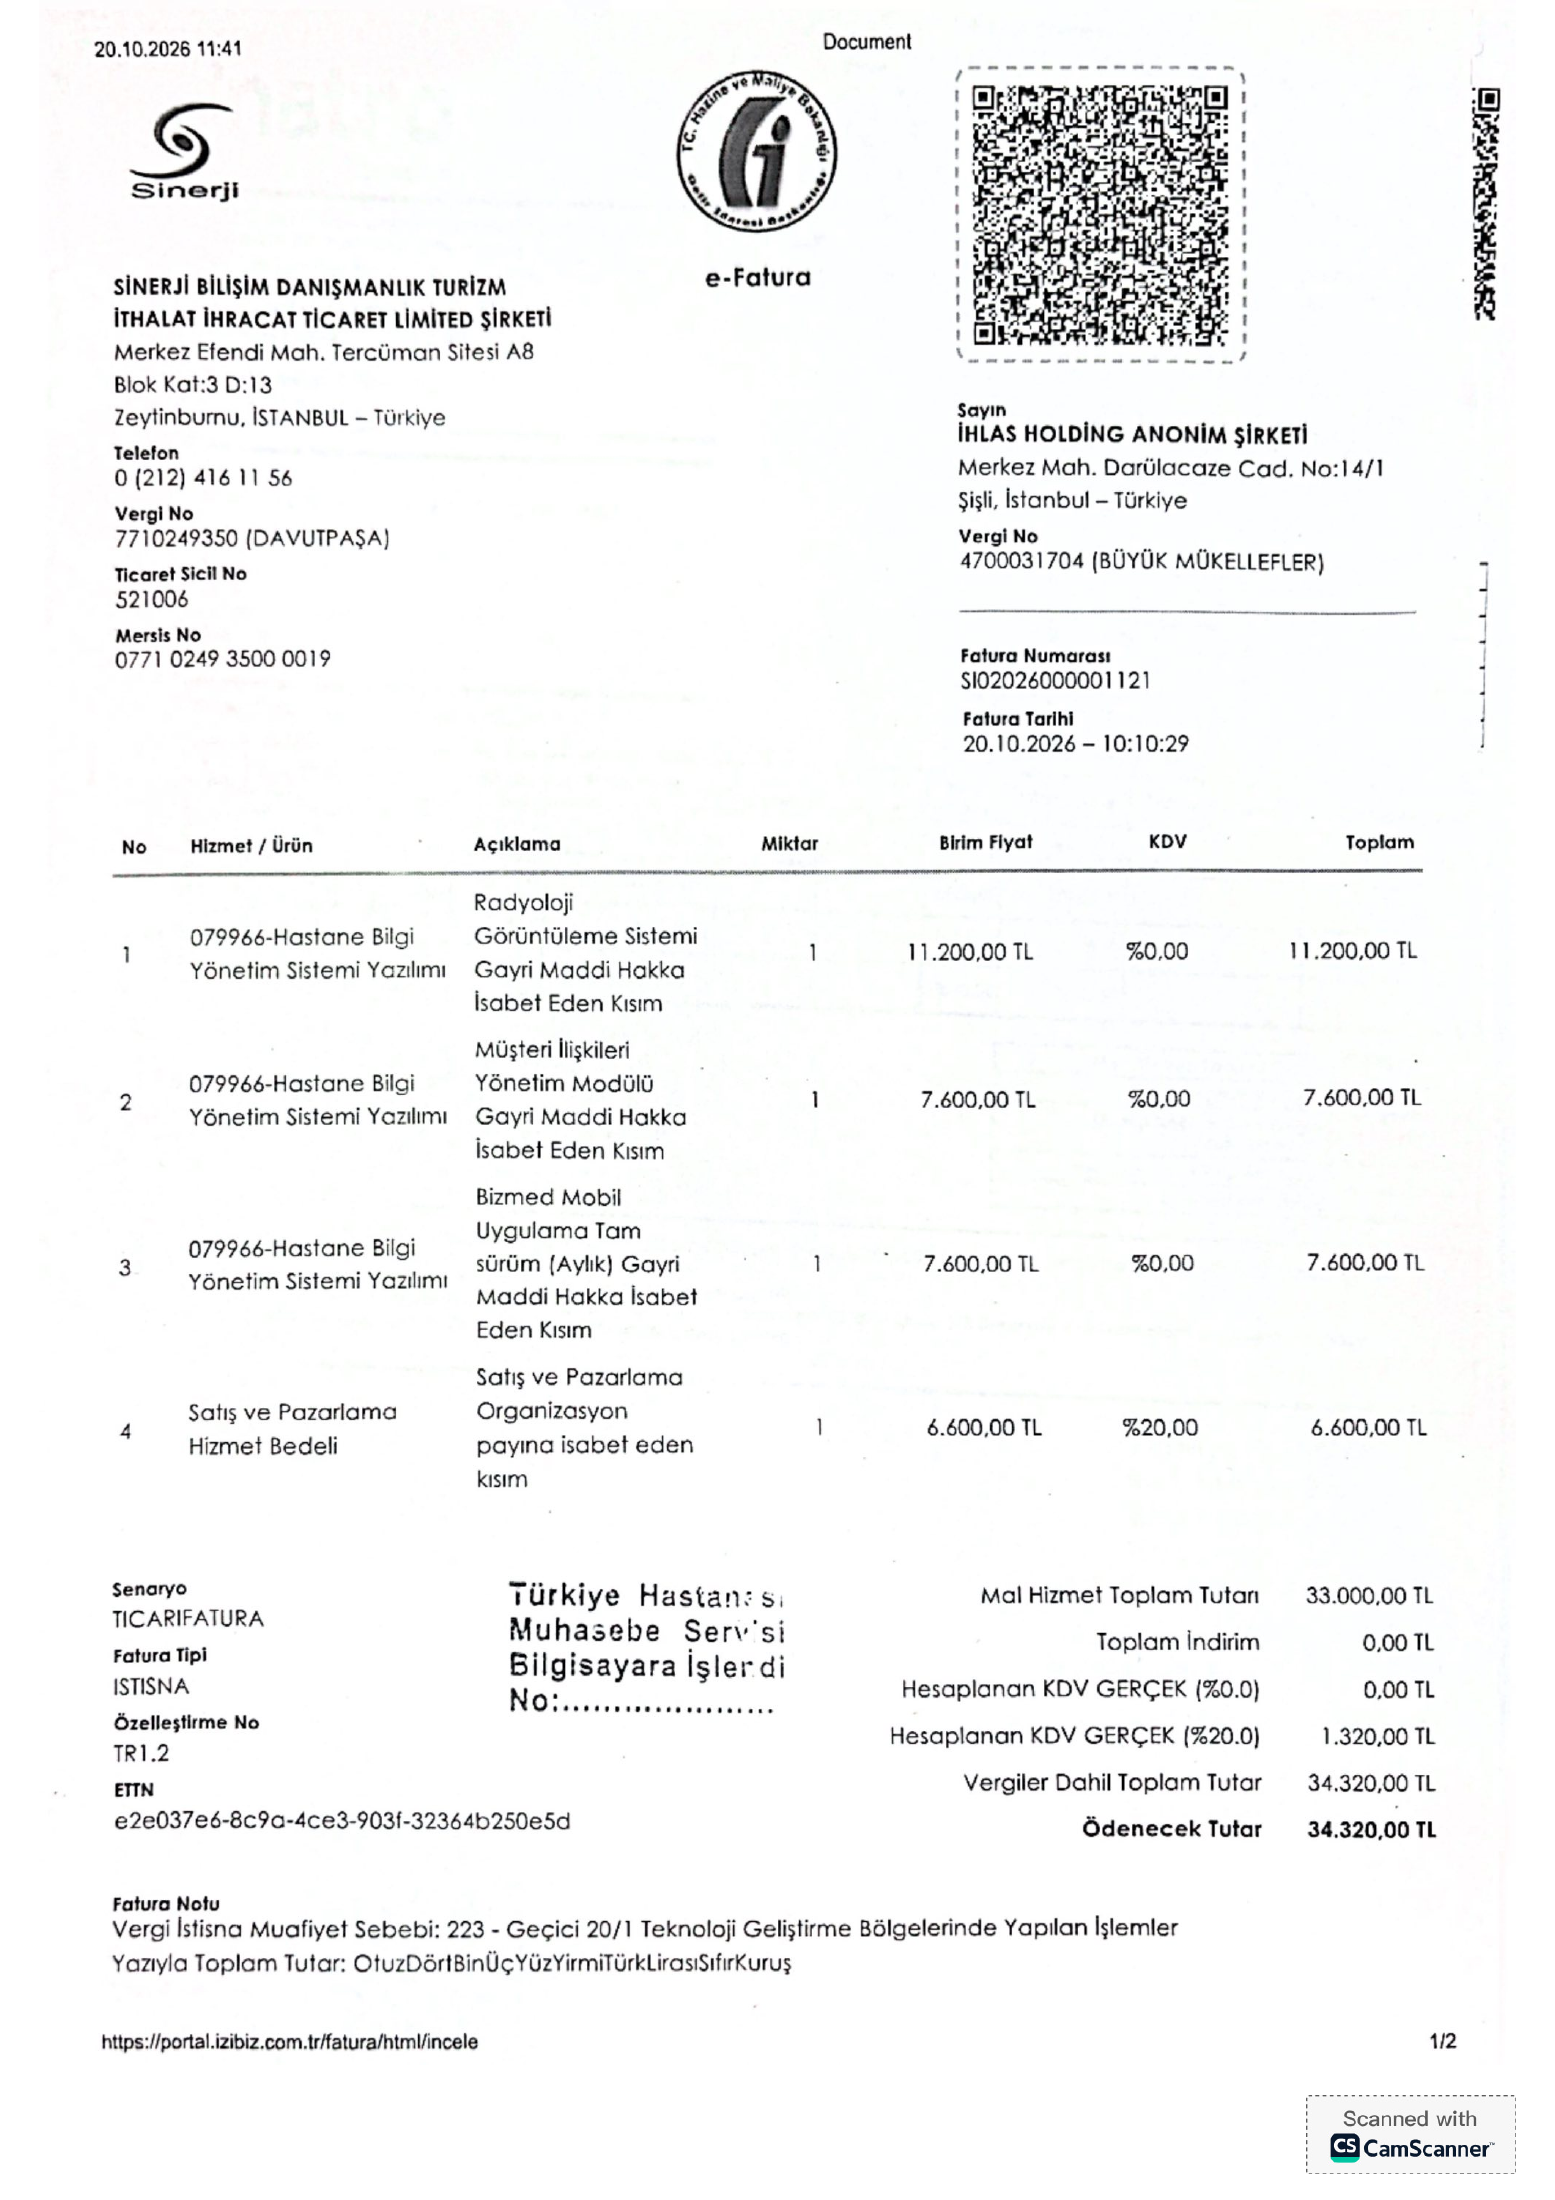 20.10.2026 11:41
Document
Sinerji
T.C. Hazine ve Maliye Bakanlığı
Gelir İdaresi Başkanlığı
e-Fatura
SİNERJİ BİLİŞİM DANIŞMANLIK TURİZM
İTHALAT İHRACAT TİCARET LİMİTED ŞİRKETİ
Merkez Efendi Mah. Tercüman Sitesi A8
Blok Kat:3 D:13
Zeytinburnu, İSTANBUL – Türkiye
Telefon
0 (212) 416 11 56
Vergi No
7710249350 (DAVUTPAŞA)
Ticaret Sicil No
521006
Mersis No
0771 0249 3500 0019
Sayın
İHLAS HOLDİNG ANONİM ŞİRKETİ
Merkez Mah. Darülacaze Cad. No:14/1
Şişli, İstanbul – Türkiye
Vergi No
4700031704 (BÜYÜK MÜKELLEFLER)
Fatura Numarası
SI02026000001121
Fatura Tarihi
20.10.2026 – 10:10:29
No Hizmet / Ürün Açıklama Miktar Birim Fiyat KDV Toplam
Radyoloji
Görüntüleme Sistemi
Gayri Maddi Hakka
İsabet Eden Kısım
1 079966-Hastane Bilgi
Yönetim Sistemi Yazılımı
1 11.200,00 TL %0,00 11.200,00 TL
Müşteri İlişkileri
Yönetim Modülü
Gayri Maddi Hakka
İsabet Eden Kısım
2 079966-Hastane Bilgi
Yönetim Sistemi Yazılımı
1 7.600,00 TL %0,00 7.600,00 TL
Bizmed Mobil
Uygulama Tam
sürüm (Aylık) Gayri
Maddi Hakka İsabet
Eden Kısım
3 079966-Hastane Bilgi
Yönetim Sistemi Yazılımı
1 7.600,00 TL %0,00 7.600,00 TL
Satış ve Pazarlama
Organizasyon
payına isabet eden
kısım
4 Satış ve Pazarlama
Hizmet Bedeli
1 6.600,00 TL %20,00 6.600,00 TL
Senaryo
TICARIFATURA
Fatura Tipi
ISTISNA
Özelleştirme No
TR1.2
ETTN
e2e037e6-8c9a-4ce3-903f-32364b250e5d
Türkiye Hastanesi
Muhasebe Servisi
Bilgisayara İşlendi
No:.....................
Mal Hizmet Toplam Tutarı 33.000,00 TL
Toplam İndirim 0,00 TL
Hesaplanan KDV GERÇEK (%0.0) 0,00 TL
Hesaplanan KDV GERÇEK (%20.0) 1.320,00 TL
Vergiler Dahil Toplam Tutar 34.320,00 TL
Ödenecek Tutar 34.320,00 TL
Fatura Notu
Vergi İstisna Muafiyet Sebebi: 223 - Geçici 20/1 Teknoloji Geliştirme Bölgelerinde Yapılan İşlemler
Yazıyla Toplam Tutar: OtuzDörtBinÜçYüzYirmiTürkLirasıSıfırKuruş
https://portal.izibiz.com.tr/fatura/html/incele
1/2
Scanned with
CS CamScanner